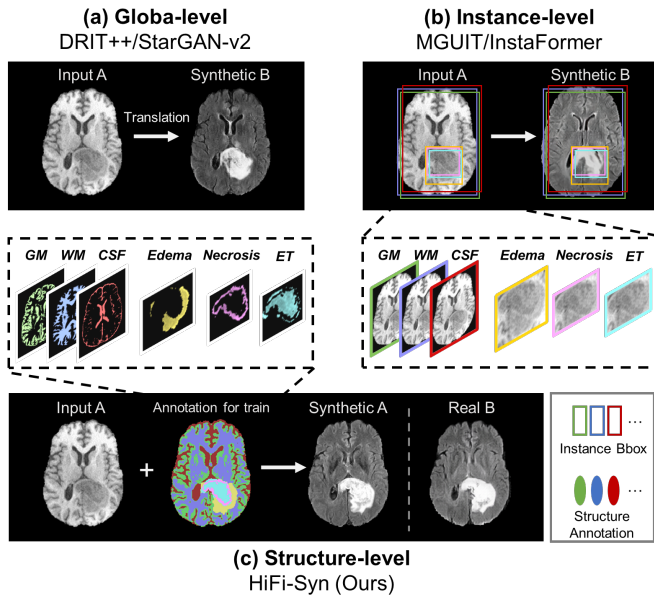 (a) Globa-level
DRIT++/StarGAN-v2
Input A
Synthetic B
Translation
(b) Instance-level
MGUIT/InstaFormer
Input A
Synthetic B
GM WM CSF Edema Necrosis ET
GM WM CSF Edema Necrosis ET
Input A
Annotation for train
Synthetic A
Real B
+
Instance Bbox
...
Structure
Annotation
...
(c) Structure-level
HiFi-Syn (Ours)